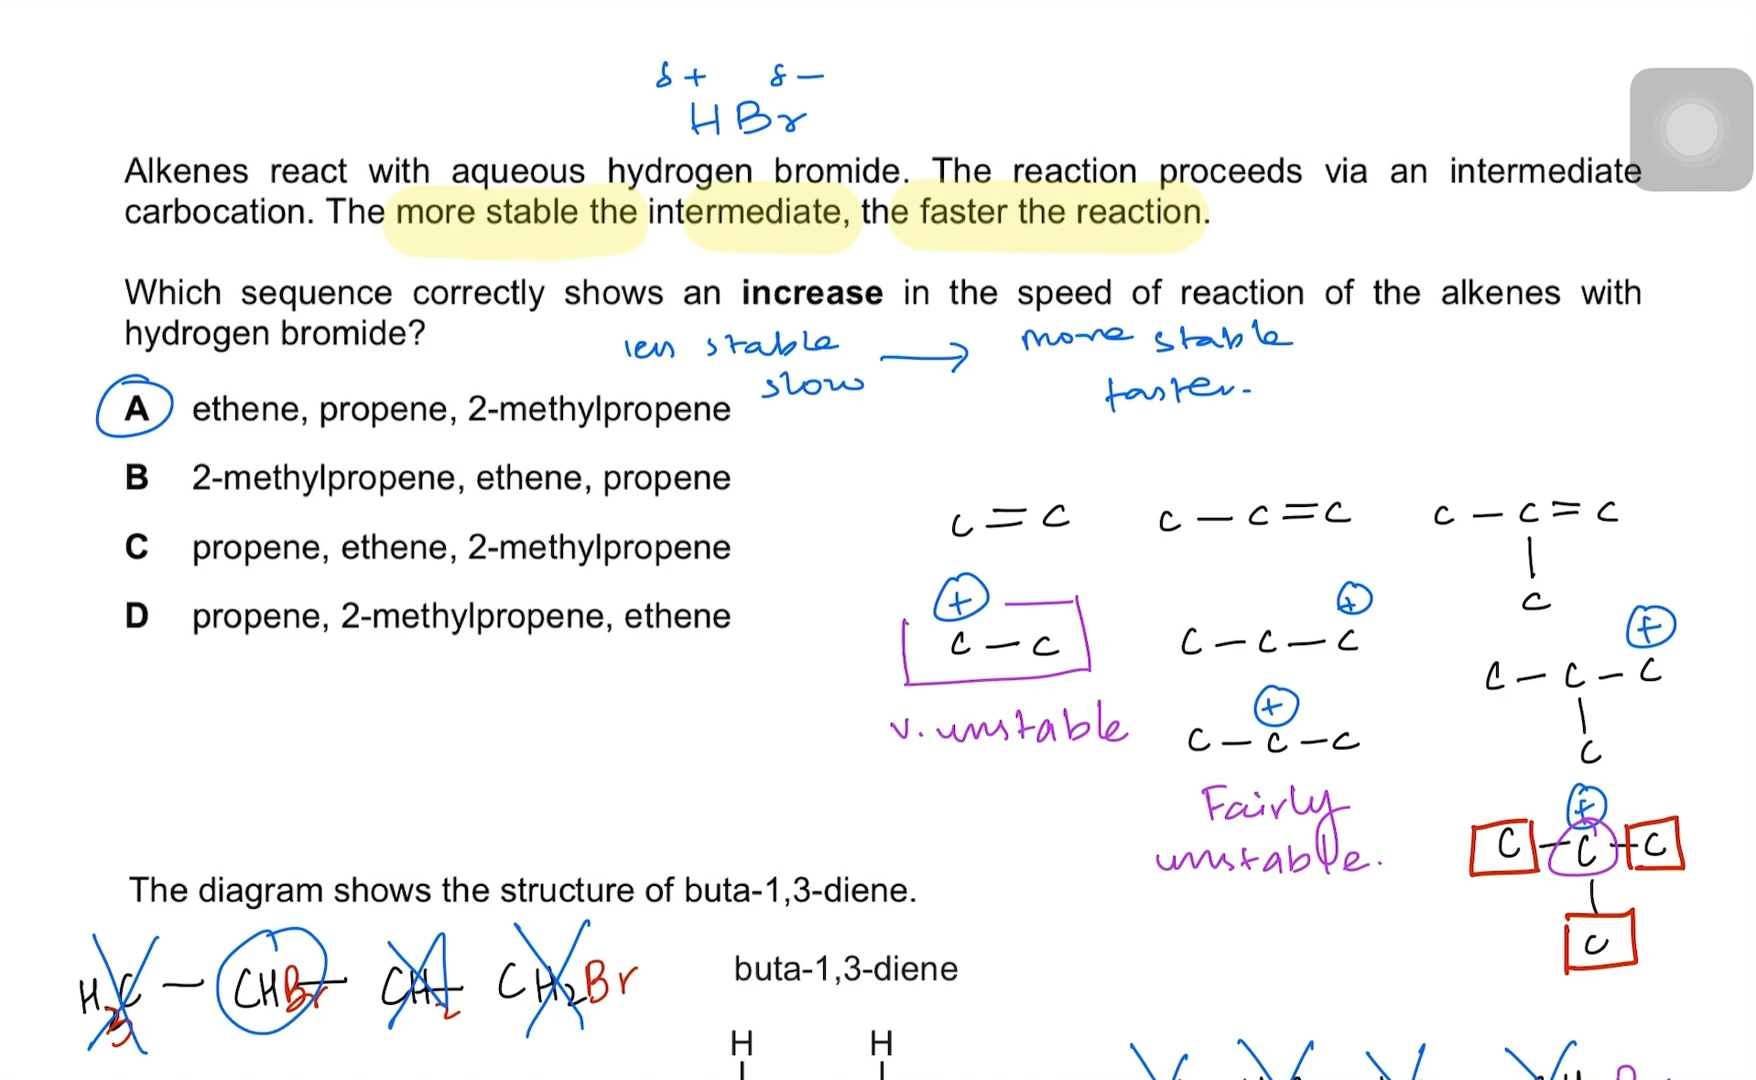 δ+ δ−
HBr
Alkenes react with aqueous hydrogen bromide. The reaction proceeds via an intermediate
carbocation. The more stable the intermediate, the faster the reaction.
Which sequence correctly shows an increase in the speed of reaction of the alkenes with
hydrogen bromide?
less stable → more stable
slow faster.
A ethene, propene, 2-methylpropene
B 2-methylpropene, ethene, propene
C propene, ethene, 2-methylpropene
D propene, 2-methylpropene, ethene
C=C C–C=C C–C=C
C
+ + +
C–C C–C–C C–C–C
C
+
v. unstable C–C–C
Fairly
unstable.
+
C–C–C
C
The diagram shows the structure of buta-1,3-diene.
H3C – CHBr – CH2 – CH2Br
buta-1,3-diene
H H